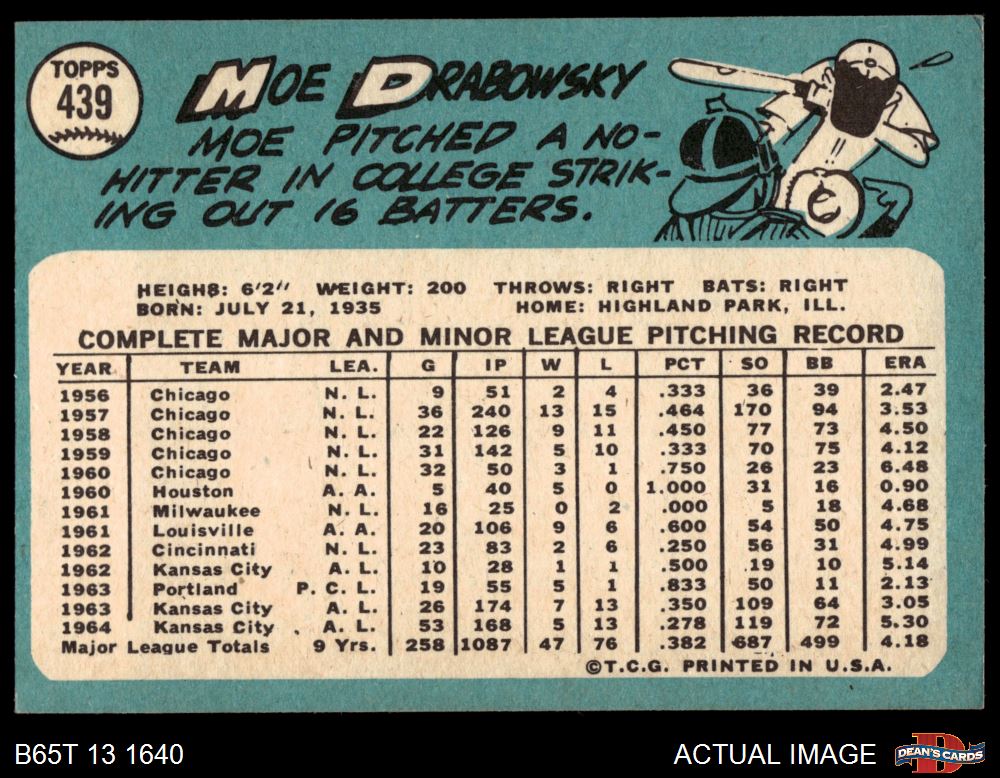 TOPPS
439
MOE DRABOWSKY
MOE PITCHED A NO-
HITTER IN COLLEGE STRIK-
ING OUT 16 BATTERS.
C
HEIGH8: 6'2" WEIGHT: 200 THROWS: RIGHT BATS: RIGHT
BORN: JULY 21, 1935 HOME: HIGHLAND PARK, ILL.
COMPLETE MAJOR AND MINOR LEAGUE PITCHING RECORD
YEAR TEAM LEA. G IP W L PCT SO BB ERA
1956 Chicago N. L. 9 51 2 4 .333 36 39 2.47
1957 Chicago N. L. 36 240 13 15 .464 170 94 3.53
1958 Chicago N. L. 22 126 9 11 .450 77 73 4.50
1959 Chicago N. L. 31 142 5 10 .333 70 75 4.12
1960 Chicago N. L. 32 50 3 1 .750 26 23 6.48
1960 Houston A. A. 5 40 5 0 1.000 31 16 0.90
1961 Milwaukee N. L. 16 25 0 2 .000 5 18 4.68
1961 Louisville A. A. 20 106 9 6 .600 54 50 4.75
1962 Cincinnati N. L. 23 83 2 6 .250 56 31 4.99
1962 Kansas City A. L. 10 28 1 1 .500 19 10 5.14
1963 Portland P. C. L. 19 55 5 1 .833 50 11 2.13
1963 Kansas City A. L. 26 174 7 13 .350 109 64 3.05
1964 Kansas City A. L. 53 168 5 13 .278 119 72 5.30
Major League Totals 9 Yrs. 258 1087 47 76 .382 687 499 4.18
©T.C.G. PRINTED IN U.S.A.
B65T 13 1640 ACTUAL IMAGE DEAN'S CARDS